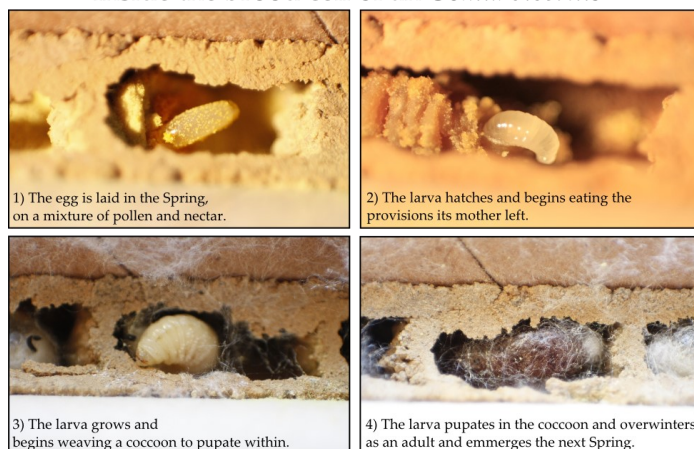 1) The egg is laid in the Spring,
on a mixture of pollen and nectar.
2) The larva hatches and begins eating the
provisions its mother left.
3) The larva grows and
begins weaving a coccoon to pupate within.
4) The larva pupates in the coccoon and overwinters
as an adult and emmerges the next Spring.